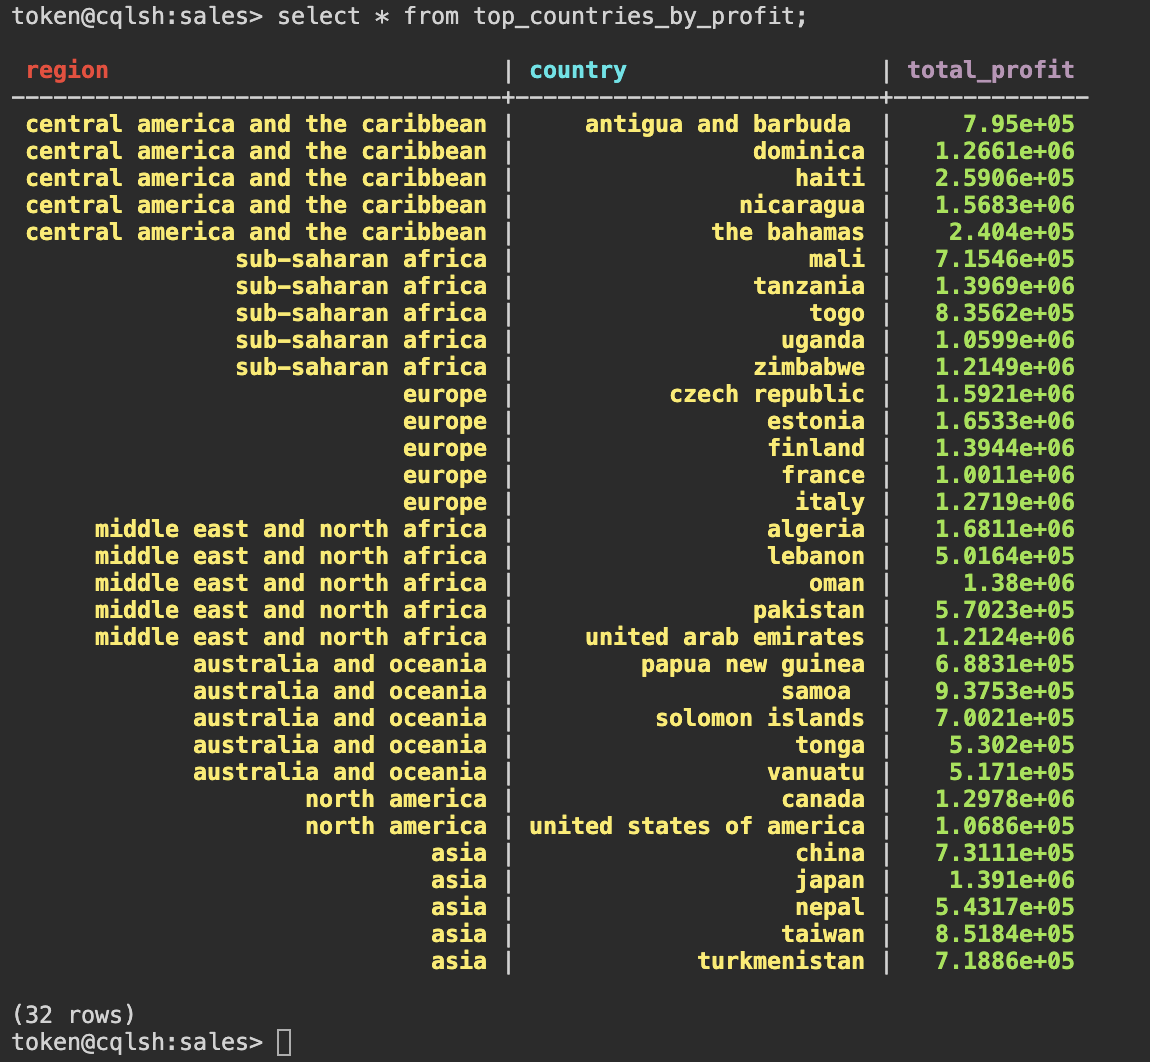 token@cqlsh:sales> select * from top_countries_by_profit;
region | country | total_profit
---------------------------------+--------------------------+--------------
central america and the caribbean | antigua and barbuda | 7.95e+05
central america and the caribbean | dominica | 1.2661e+06
central america and the caribbean | haiti | 2.5906e+05
central america and the caribbean | nicaragua | 1.5683e+06
central america and the caribbean | the bahamas | 2.404e+05
sub-saharan africa | mali | 7.1546e+05
sub-saharan africa | tanzania | 1.3969e+06
sub-saharan africa | togo | 8.3562e+05
sub-saharan africa | uganda | 1.0599e+06
sub-saharan africa | zimbabwe | 1.2149e+06
europe | czech republic | 1.5921e+06
europe | estonia | 1.6533e+06
europe | finland | 1.3944e+06
europe | france | 1.0011e+06
europe | italy | 1.2719e+06
middle east and north africa | algeria | 1.6811e+06
middle east and north africa | lebanon | 5.0164e+05
middle east and north africa | oman | 1.38e+06
middle east and north africa | pakistan | 5.7023e+05
middle east and north africa | united arab emirates | 1.2124e+06
australia and oceania | papua new guinea | 6.8831e+05
australia and oceania | samoa | 9.3753e+05
australia and oceania | solomon islands | 7.0021e+05
australia and oceania | tonga | 5.302e+05
australia and oceania | vanuatu | 5.171e+05
north america | canada | 1.2978e+06
north america | united states of america | 1.0686e+05
asia | china | 7.3111e+05
asia | japan | 1.391e+06
asia | nepal | 5.4317e+05
asia | taiwan | 8.5184e+05
asia | turkmenistan | 7.1886e+05
(32 rows)
token@cqlsh:sales>